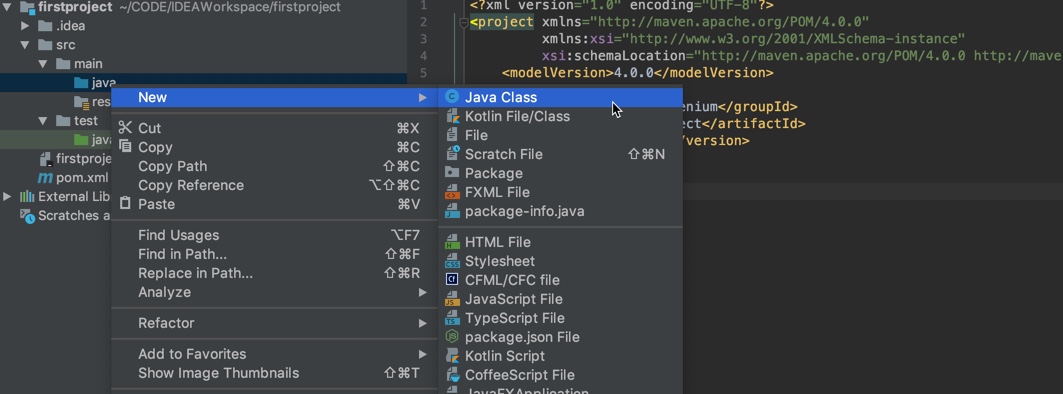 firstproject ~/CODE/IDEAWorkspace/firstproject
.idea
src
main
java
res
test
java
firstproje
pom.xml
External Lib
Scratches a
New
Cut ⌘X
Copy ⌘C
Copy Path ⇧⌘C
Copy Reference ⌥⇧⌘C
Paste ⌘V
Find Usages ⌥F7
Find in Path... ⇧⌘F
Replace in Path... ⇧⌘R
Analyze
Refactor
Add to Favorites
Show Image Thumbnails ⇧⌘T
Java Class
Kotlin File/Class
File
Scratch File ⇧⌘N
Package
FXML File
package-info.java
HTML File
Stylesheet
CFML/CFC file
JavaScript File
TypeScript File
package.json File
Kotlin Script
CoffeeScript File
JavaFXApplication
1 <?xml version="1.0" encoding="UTF-8"?>
2 <project xmlns="http://maven.apache.org/POM/4.0.0"
3 xmlns:xsi="http://www.w3.org/2001/XMLSchema-instance"
4 xsi:schemaLocation="http://maven.apache.org/POM/4.0.0 http://mave
5 <modelVersion>4.0.0</modelVersion>
enium</groupId>
ect</artifactId>
/version>